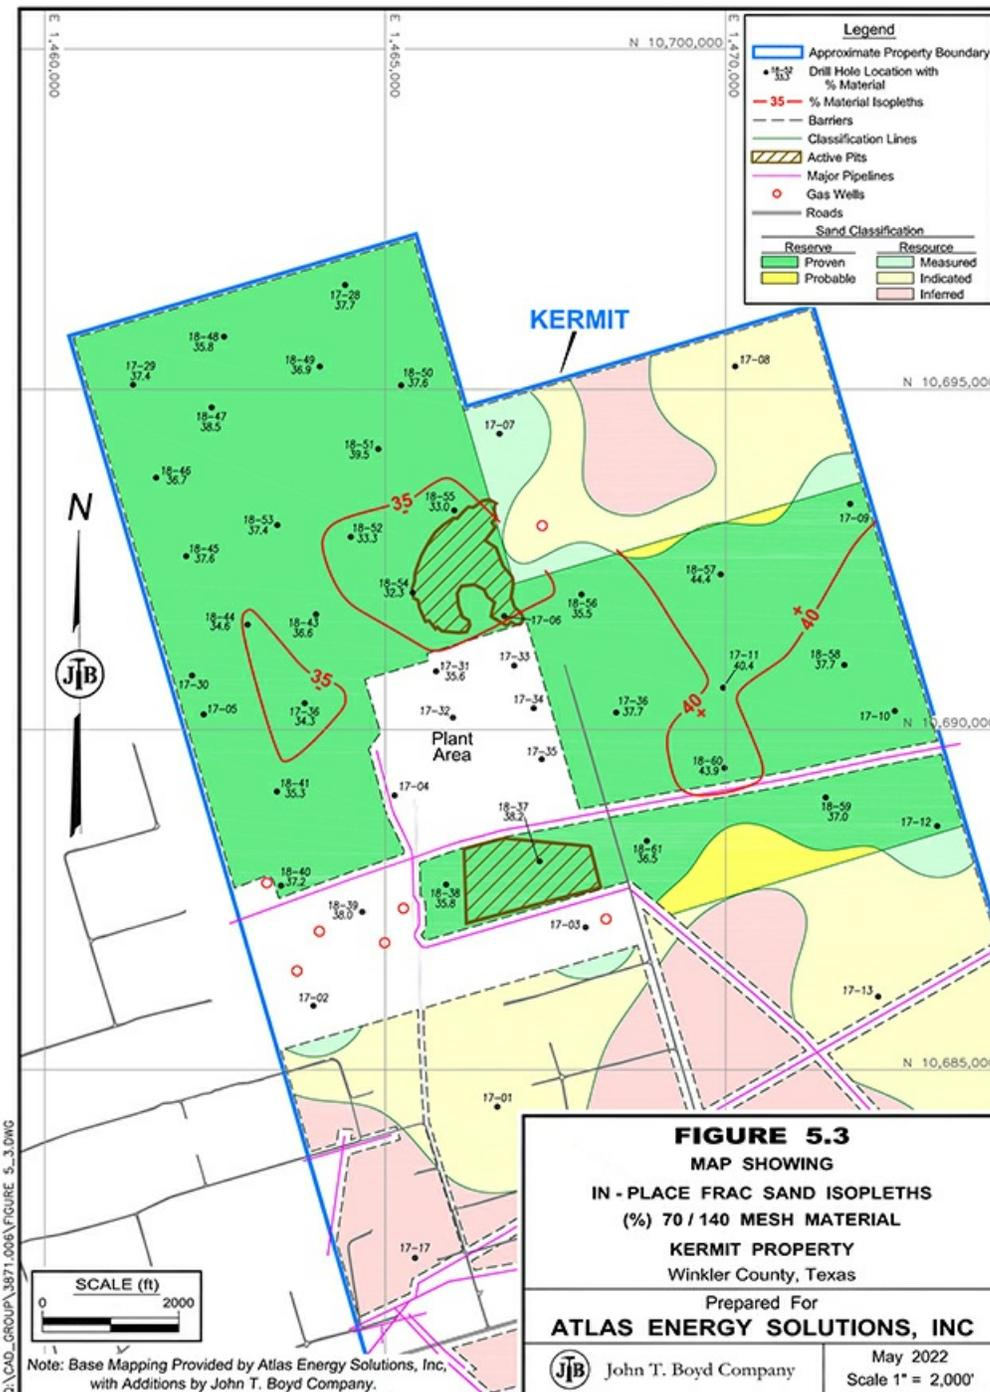 E 1,460,000
E 1,465,000
E 1,470,000
N 10,700,000
Legend
Approximate Property Boundary
18-52
33.3
Drill Hole Location with
% Material
35
% Material Isopleths
Barriers
Classification Lines
Active Pits
Major Pipelines
Gas Wells
Roads
Sand Classification
Reserve
Resource
Proven
Measured
Probable
Indicated
Inferred
KERMIT
17-28
37.7
18-48
35.8
18-49
36.9
17-29
37.4
18-50
37.6
17-08
N 10,695,000
18-47
38.5
17-07
18-51
39.5
18-46
36.7
35
18-55
33.0
17-09
N
18-53
37.4
18-52
33.3
18-45
37.6
18-57
44.4
18-54
32.3
18-56
35.5
18-44
34.6
18-43
36.6
17-06
40
17-11
40.4
18-58
37.7
JTB
17-30
35
17-31
35.6
17-33
17-05
17-36
34.3
17-32
17-34
17-36
37.7
40
17-10
N 10,690,000
Plant
Area
17-35
18-60
43.9
18-41
35.3
17-04
18-37
38.2
18-59
37.0
17-12
18-61
36.5
18-40
37.2
18-38
35.8
18-39
38.0
17-03
17-02
17-13
N 10,685,000
17-01
17-17
SCALE (ft)
0 2000
Note: Base Mapping Provided by Atlas Energy Solutions, Inc,
with Additions by John T. Boyd Company.
Q:\CAD_GROUP\3871.006\FIGURE 5_3.DWG
FIGURE 5.3
MAP SHOWING
IN - PLACE FRAC SAND ISOPLETHS
(%) 70 / 140 MESH MATERIAL
KERMIT PROPERTY
Winkler County, Texas
Prepared For
ATLAS ENERGY SOLUTIONS, INC
JTB John T. Boyd Company
May 2022
Scale 1" = 2,000'